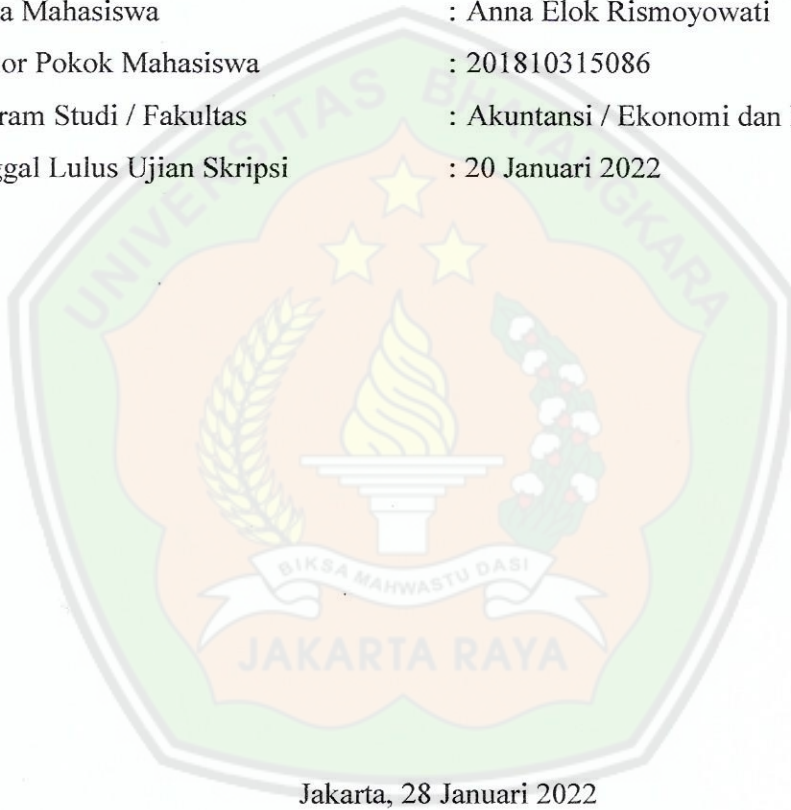 a Mahasiswa : Anna Elok Rismoyowati
or Pokok Mahasiswa : 201810315086
ram Studi / Fakultas : Akuntansi / Ekonomi dan
ggal Lulus Ujian Skripsi : 20 Januari 2022
UNIVERSITAS BHAYANGKARA
BIKSA MAHWASTU DASI
JAKARTA RAYA
Jakarta, 28 Januari 2022